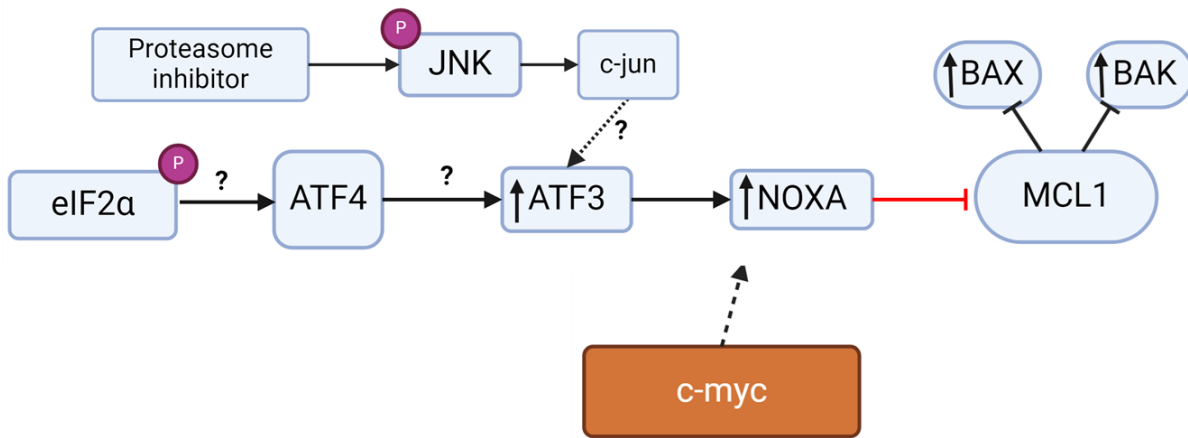 Proteasome
inhibitor
P
JNK
c-jun
BAX
BAK
?
eIF2α
P
?
ATF4
?
ATF3
NOXA
MCL1
c-myc